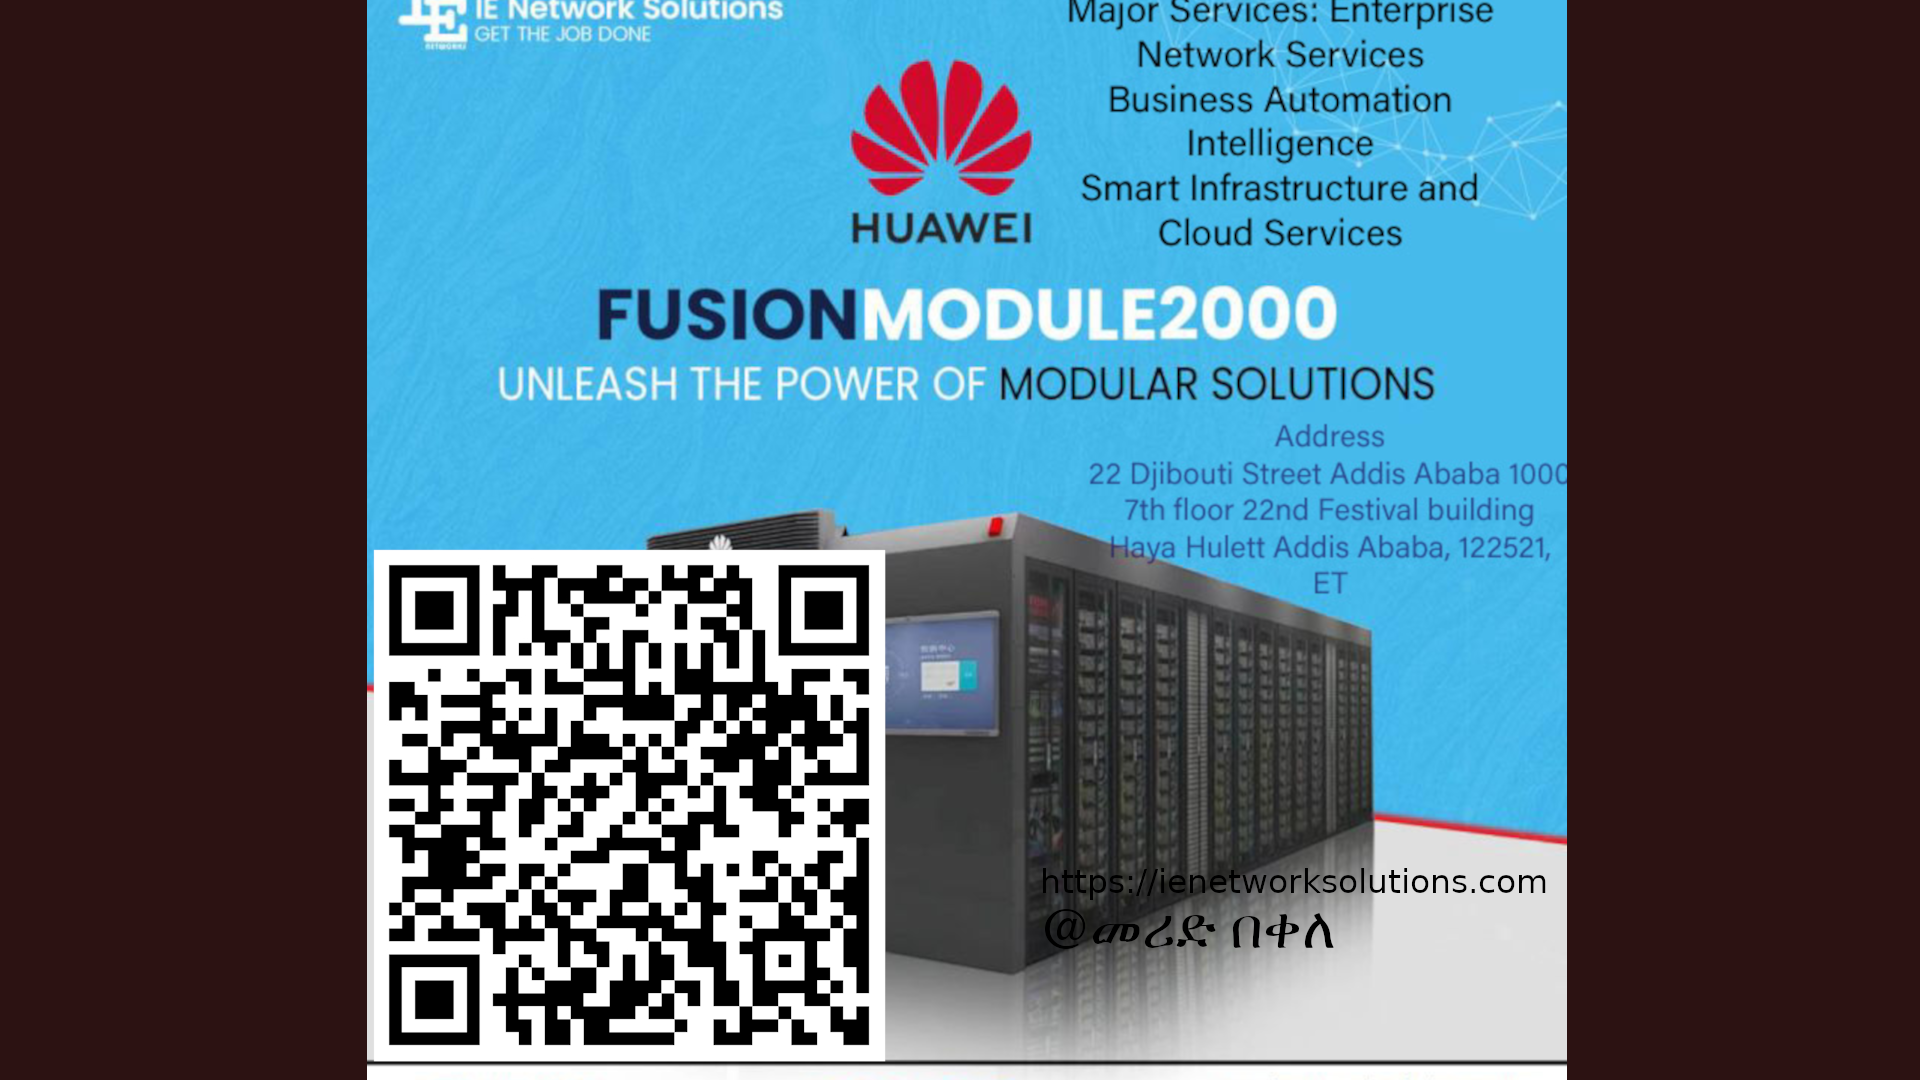 IE Network Solutions
GET THE JOB DONE
NETWORKS
Major Services: Enterprise
Network Services
Business Automation
Intelligence
Smart Infrastructure and
Cloud Services
HUAWEI
FUSIONMODULE2000
UNLEASH THE POWER OF MODULAR SOLUTIONS
Address
22 Djibouti Street Addis Ababa 1000
7th floor 22nd Festival building
Haya Hulett Addis Ababa, 122521,
ET
https://ienetworksolutions.com
@መሪድ በቀለ